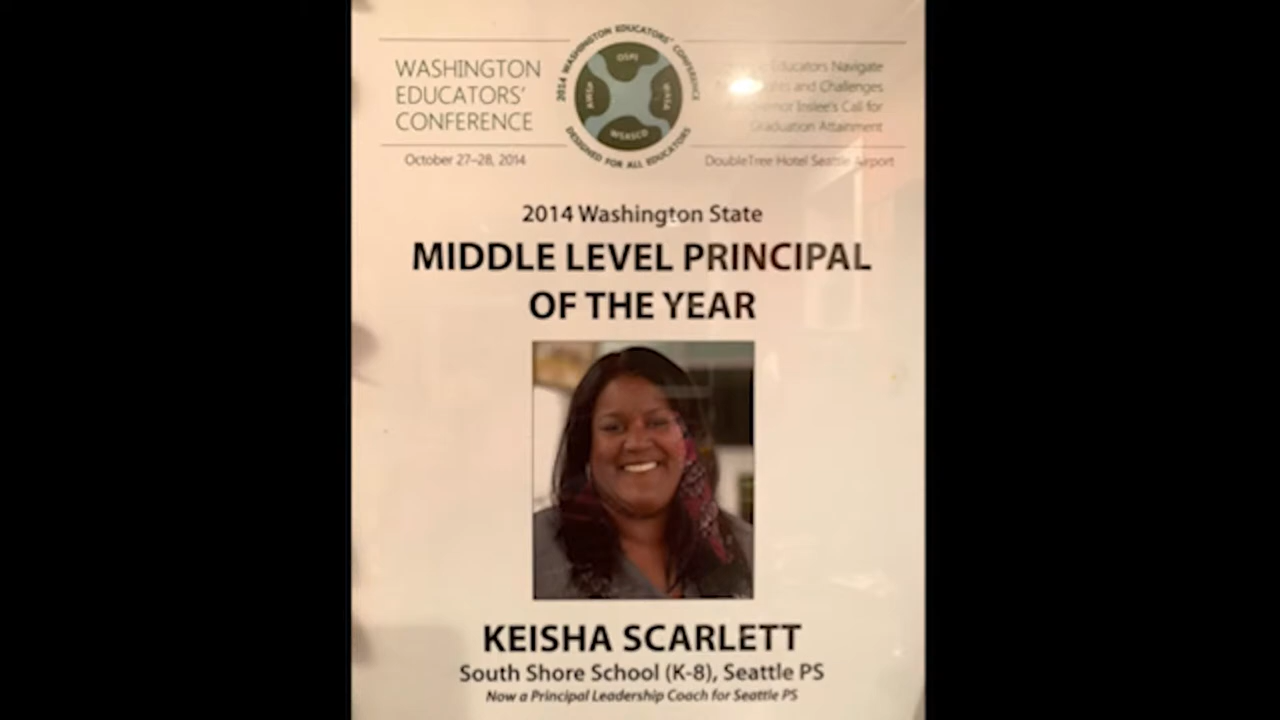 WASHINGTON
EDUCATORS'
CONFERENCE
October 27–28, 2014
2014 WASHINGTON EDUCATORS' CONFERENCE
DESIGNED FOR ALL EDUCATORS
OSPI
AWSP
WASA
WSASCD
Educators Navigate
and Challenges
Inslee's Call for
Graduation Attainment
DoubleTree Hotel Seattle Airport
2014 Washington State
MIDDLE LEVEL PRINCIPAL
OF THE YEAR
KEISHA SCARLETT
South Shore School (K-8), Seattle PS
Now a Principal Leadership Coach for Seattle PS